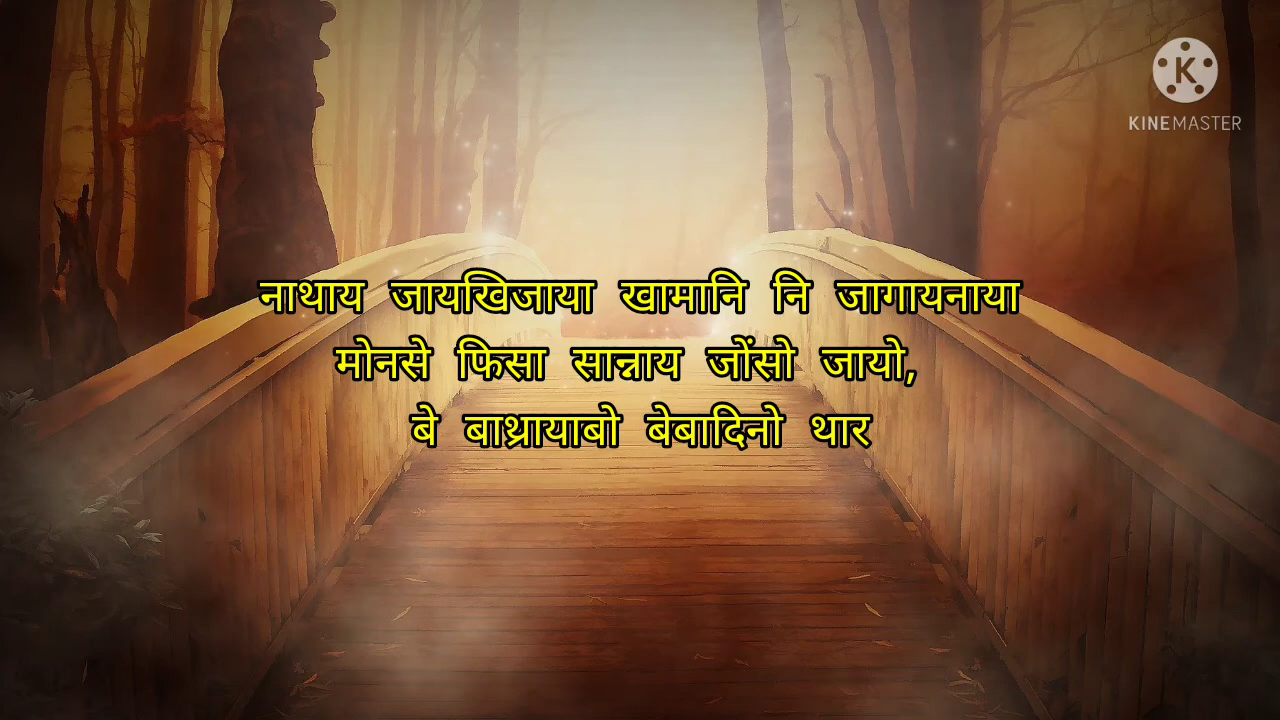 KINEMASTER
नाथाय जायखिजाया खामानि नि जागायनाया
मोनसे फिसा सान्नाय जोंसो जायो,
बे बाथ्रायाबो बेबादिनो थार